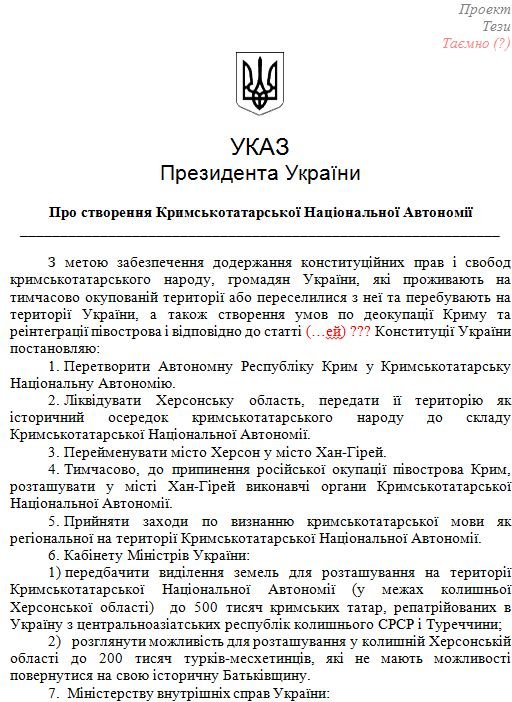 Проект
Тези
Таємно (?)
УКАЗ
Президента України
Про створення Кримськотатарської Національної Автономії
З метою забезпечення додержання конституційних прав і свобод
кримськотатарського народу, громадян України, які проживають на
тимчасово окупованій території або переселилися з неї та перебувають на
території України, а також створення умов по деокупації Криму та
реінтеграції півострова і відповідно до статті (...ей) ??? Конституції України
постановляю:
1. Перетворити Автономну Республіку Крим у Кримськотатарську
Національну Автономію.
2. Ліквідувати Херсонську область, передати її територію як
історичний осередок кримськотатарського народу до складу
Кримськотатарської Національної Автономії.
3. Перейменувати місто Херсон у місто Хан-Гірей.
4. Тимчасово, до припинення російської окупації півострова Крим,
розташувати у місті Хан-Гірей виконавчі органи Кримськотатарської
Національної Автономії.
5. Прийняти заходи по визнанню кримськотатарської мови як
регіональної на території Кримськотатарської Національної Автономії.
6. Кабінету Міністрів України:
1) передбачити виділення земель для розташування на території
Кримськотатарської Національної Автономії (у межах колишньої
Херсонської області) до 500 тисяч кримських татар, репатрійованих в
Україну з центральноазіатських республік колишнього СРСР і Туреччини;
2) розглянути можливість для розташування у колишній Херсонській
області до 200 тисяч турків-месхетинців, які не мають можливості
повернутися на свою історичну Батьківщину.
7. Міністерству внутрішніх справ України: